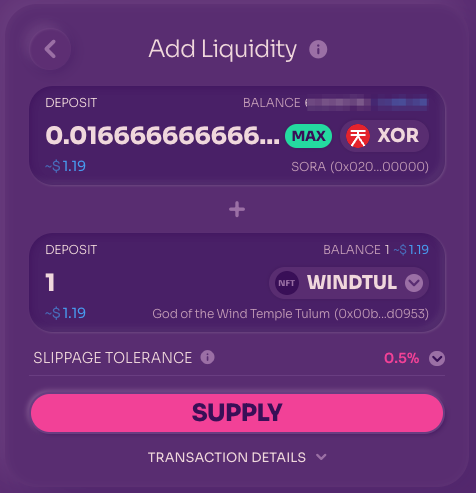 Add Liquidity
DEPOSIT BALANCE
0.016666666666... MAX XOR
~$1.19 SORA (0x020...00000)
+
DEPOSIT BALANCE 1 ~$1.19
1 NFT WINDTUL
~$1.19 God of the Wind Temple Tulum (0x00b...d0953)
SLIPPAGE TOLERANCE 0.5%
SUPPLY
TRANSACTION DETAILS